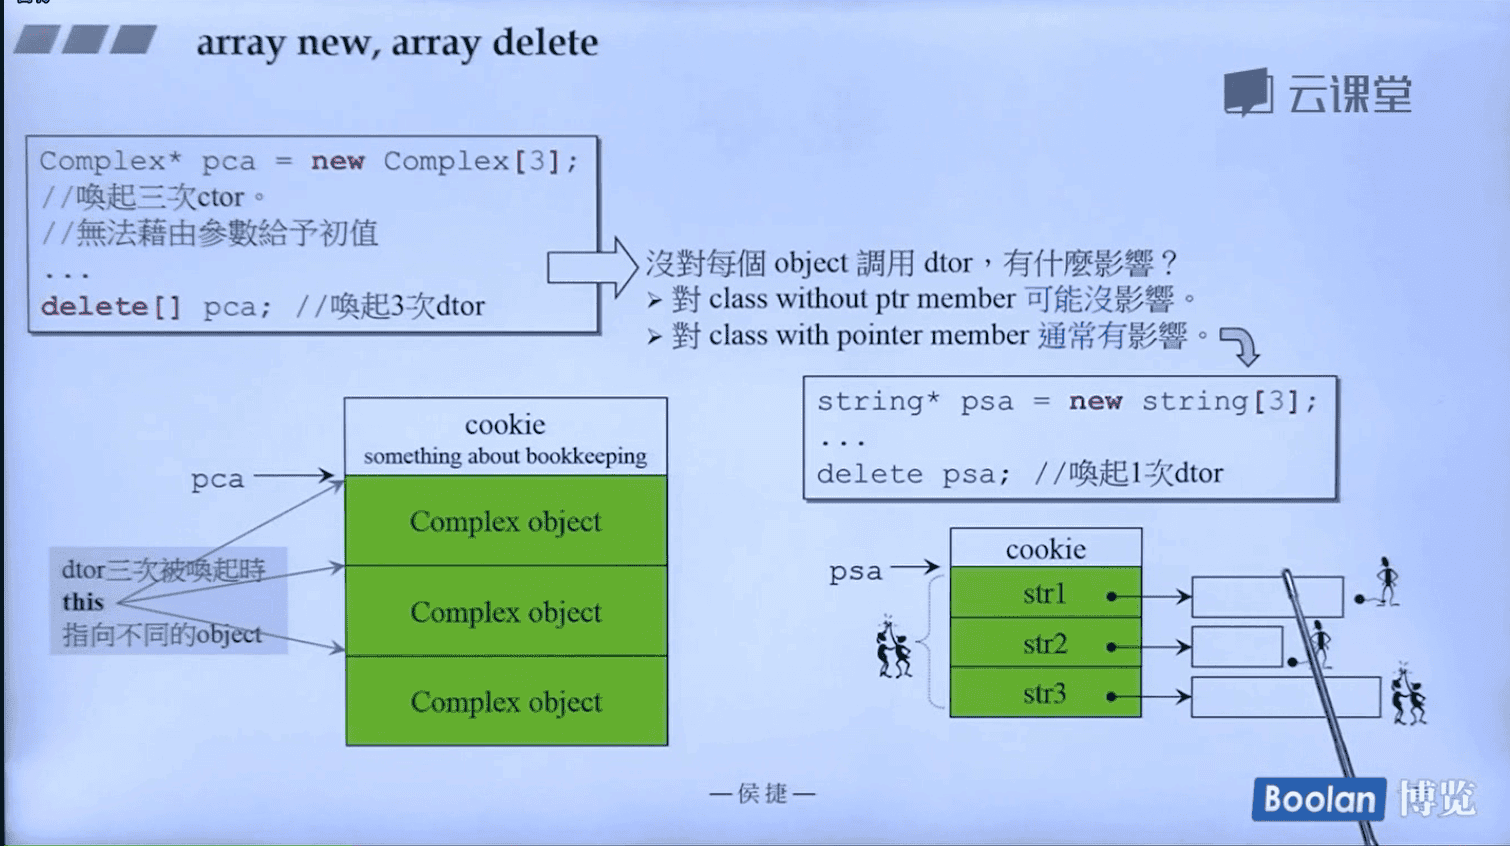 array new, array delete
云课堂
Complex* pca = new Complex[3];
//喚起三次ctor。
//無法藉由參數給予初值
...
delete[] pca; //喚起3次dtor
沒對每個 object 調用 dtor，有什麼影響？
➢ 對 class without ptr member 可能沒影響。
➢ 對 class with pointer member 通常有影響。
string* psa = new string[3];
...
delete psa; //喚起1次dtor
cookie
something about bookkeeping
pca
Complex object
Complex object
Complex object
dtor三次被喚起時
this
指向不同的object
cookie
psa
str1
str2
str3
—侯捷—
Boolan 博览